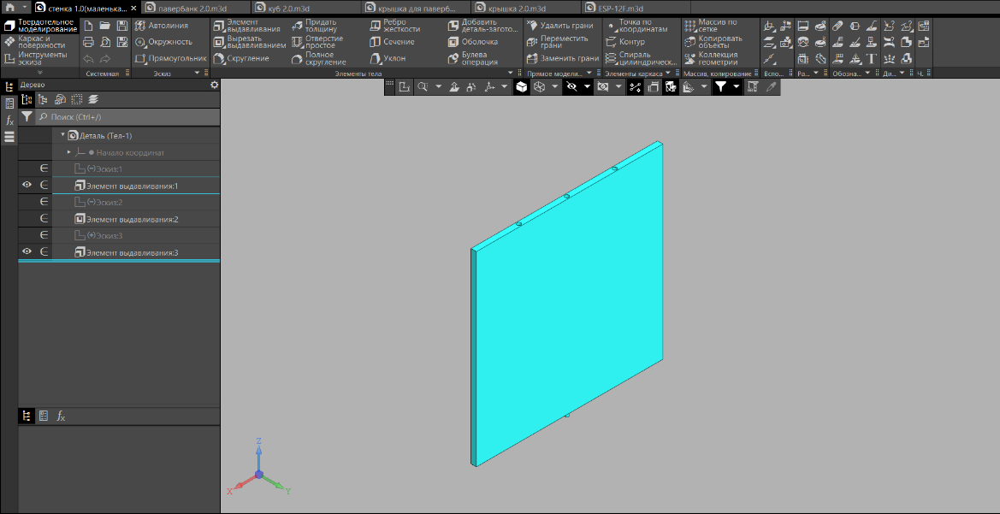 стенка 1.0(маленька...
павербанк 2.0.m3d
куб 2.0.m3d
крышка для паверб...
крышка 2.0.m3d
ESP-12F.m3d
Твердотельное моделирование
Каркас и поверхности
Инструменты эскиза
Системная
Автолиния
Окружность
Прямоугольник
Эскиз
Элемент выдавливания
Вырезать выдавливанием
Скругление
Придать толщину
Отверстие простое
Полное скругление
Ребро жесткости
Сечение
Уклон
Добавить деталь-загото...
Оболочка
Булева операция
Элементы тела
Удалить грани
Переместить грани
Заменить грани
Прямое модели...
Точка по координатам
Контур
Спираль цилиндрическ...
Элементы каркаса
Массив по сетке
Копировать объекты
Коллекция геометрии
Массив, копирование
Вспо...
Ра...
Обозна...
Ди...
Ч.
Дерево
Поиск (Ctrl+/)
Деталь (Тел-1)
Начало координат
(-)Эскиз:1
Элемент выдавливания:1
(-)Эскиз:2
Элемент выдавливания:2
(+)Эскиз:3
Элемент выдавливания:3
fx
Z
X
Y